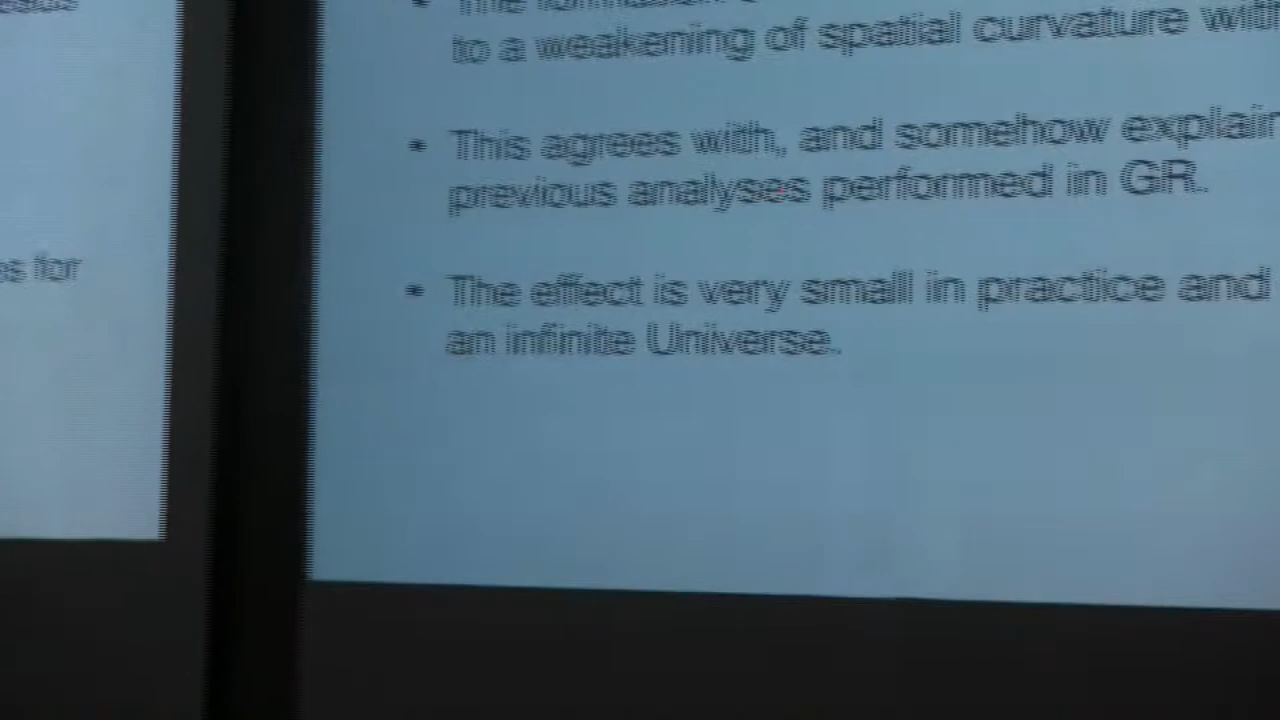 to a weakening of spatial curvature with
This agrees with, and somehow explain
previous analyses performed in GR.
The effect is very small in practice and
an infinite Universe.
for